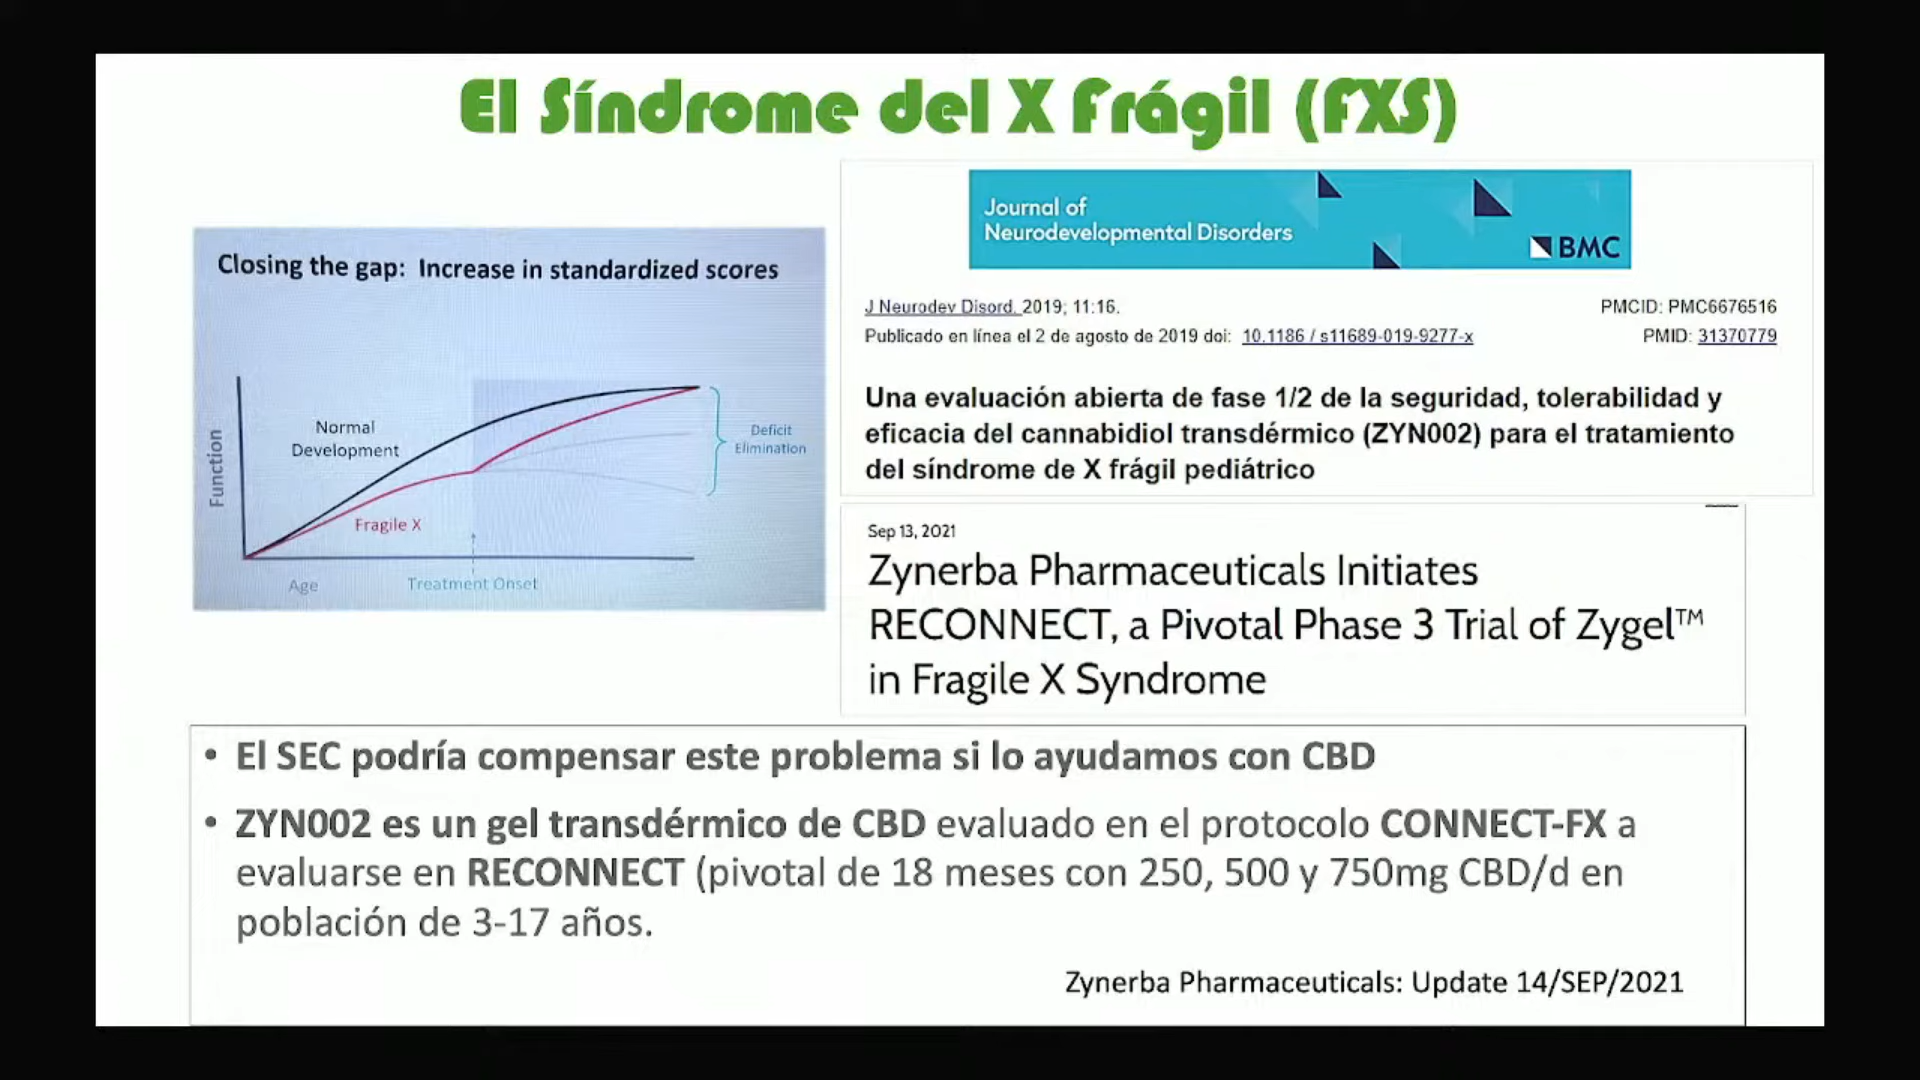 El Síndrome del X Frágil (FXS)
Closing the gap: Increase in standardized scores
Function
Normal
Development
Fragile X
Deficit
Elimination
Age
Treatment Onset
Journal of
Neurodevelopmental Disorders
BMC
J Neurodev Disord. 2019; 11:16.
PMCID: PMC6676516
Publicado en línea el 2 de agosto de 2019 doi: 10.1186 / s11689-019-9277-x
PMID: 31370779
Una evaluación abierta de fase 1/2 de la seguridad, tolerabilidad y
eficacia del cannabidiol transdérmico (ZYN002) para el tratamiento
del síndrome de X frágil pediátrico
Sep 13, 2021
Zynerba Pharmaceuticals Initiates
RECONNECT, a Pivotal Phase 3 Trial of Zygel™
in Fragile X Syndrome
• El SEC podría compensar este problema si lo ayudamos con CBD
• ZYN002 es un gel transdérmico de CBD evaluado en el protocolo CONNECT-FX a
evaluarse en RECONNECT (pivotal de 18 meses con 250, 500 y 750mg CBD/d en
población de 3-17 años.
Zynerba Pharmaceuticals: Update 14/SEP/2021